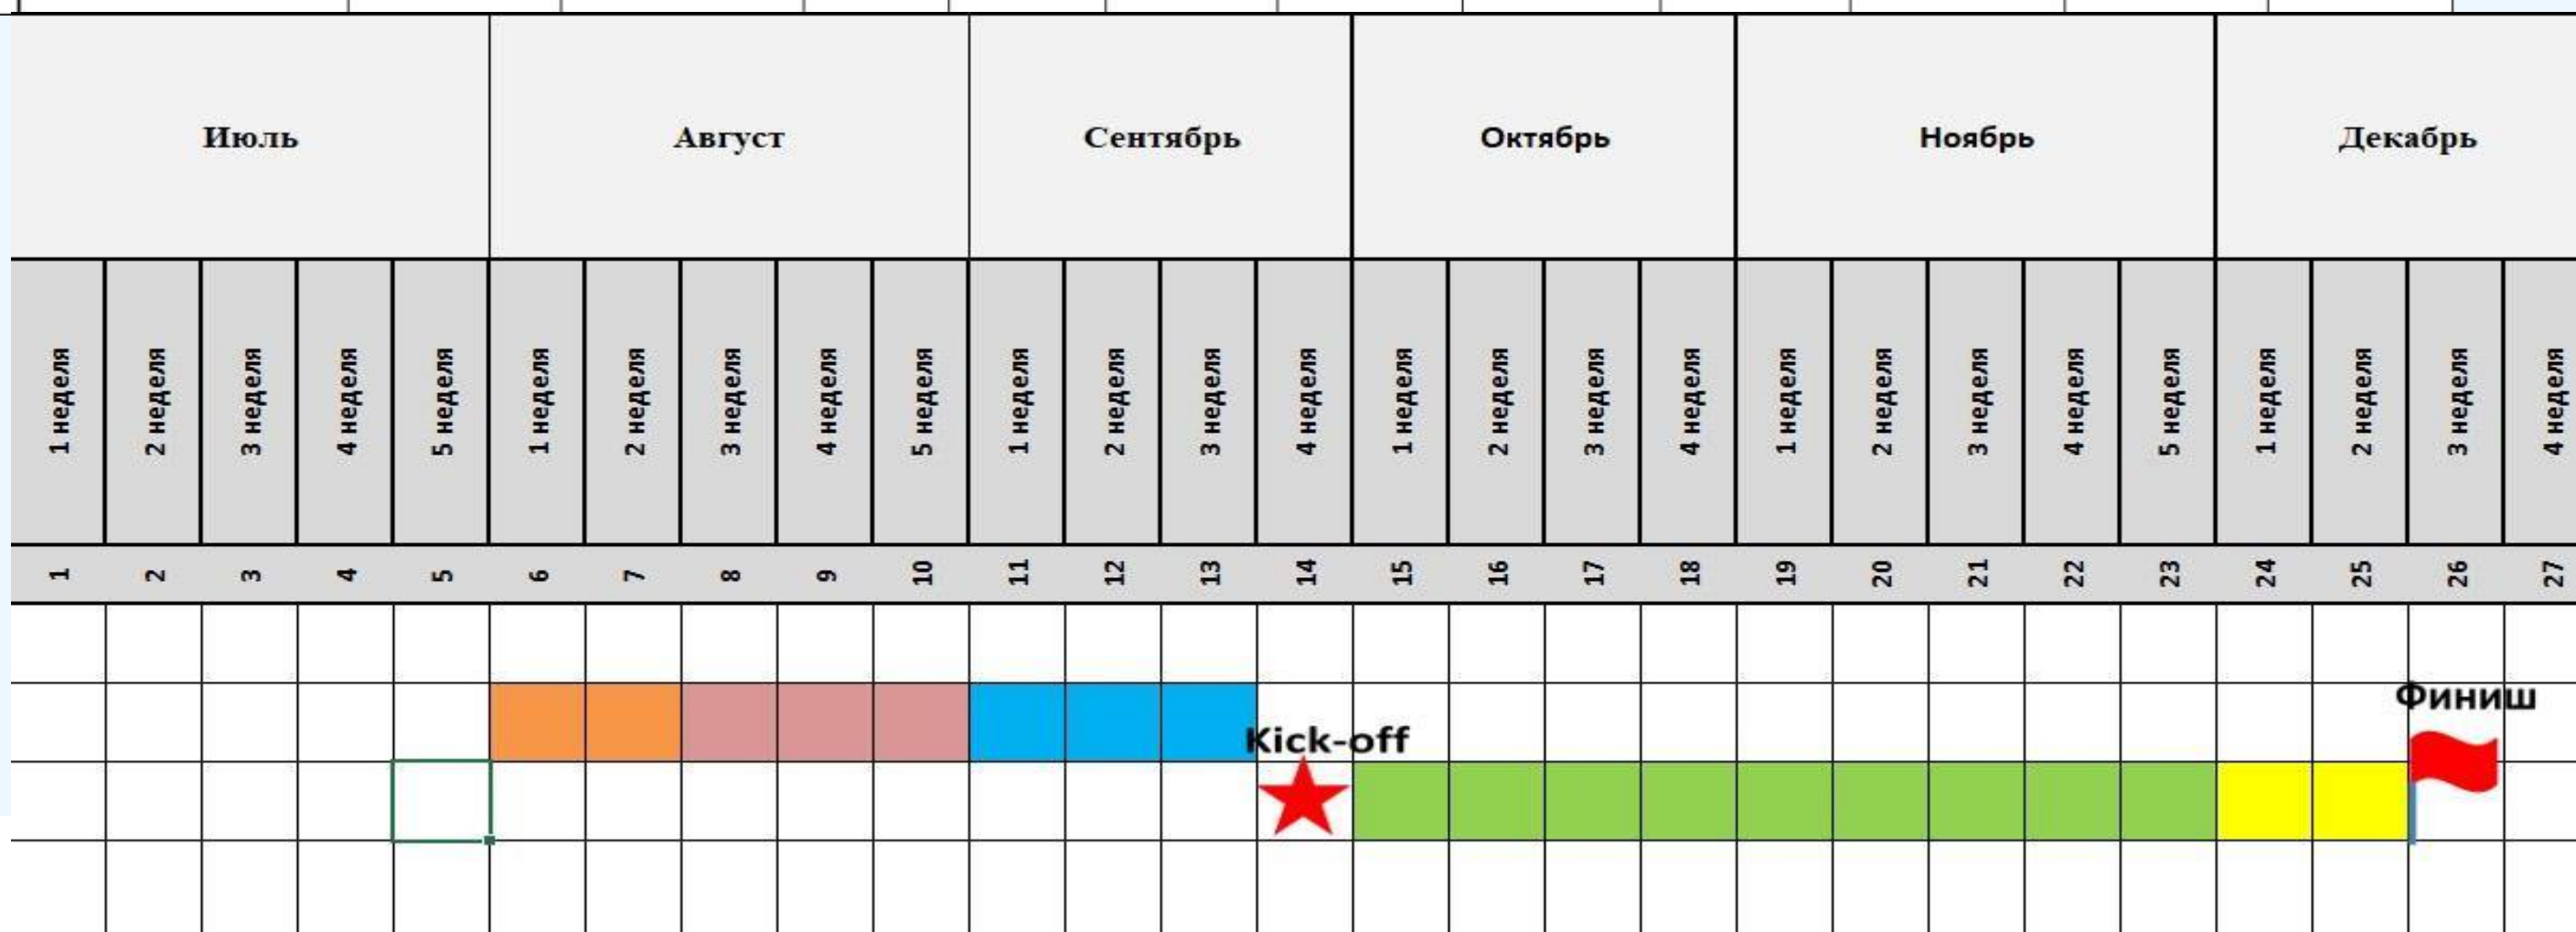 Июль Август Сентябрь Октябрь Ноябрь Декабрь
1 неделя 2 неделя 3 неделя 4 неделя 5 неделя 1 неделя 2 неделя 3 неделя 4 неделя 5 неделя 1 неделя 2 неделя 3 неделя 4 неделя 1 неделя 2 неделя 3 неделя 4 неделя 1 неделя 2 неделя 3 неделя 4 неделя 5 неделя 1 неделя 2 неделя 3 неделя 4 неделя
1 2 3 4 5 6 7 8 9 10 11 12 13 14 15 16 17 18 19 20 21 22 23 24 25 26 27
Финиш
Kick-off